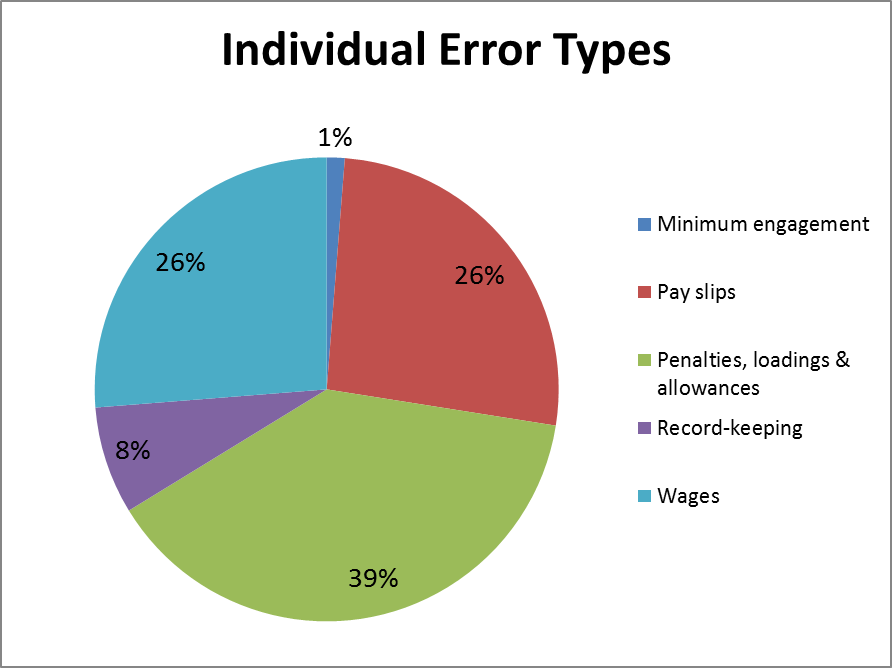 Individual Error Types
1%
26%
26%
8%
39%
Minimum engagement
Pay slips
Penalties, loadings &
allowances
Record-keeping
Wages